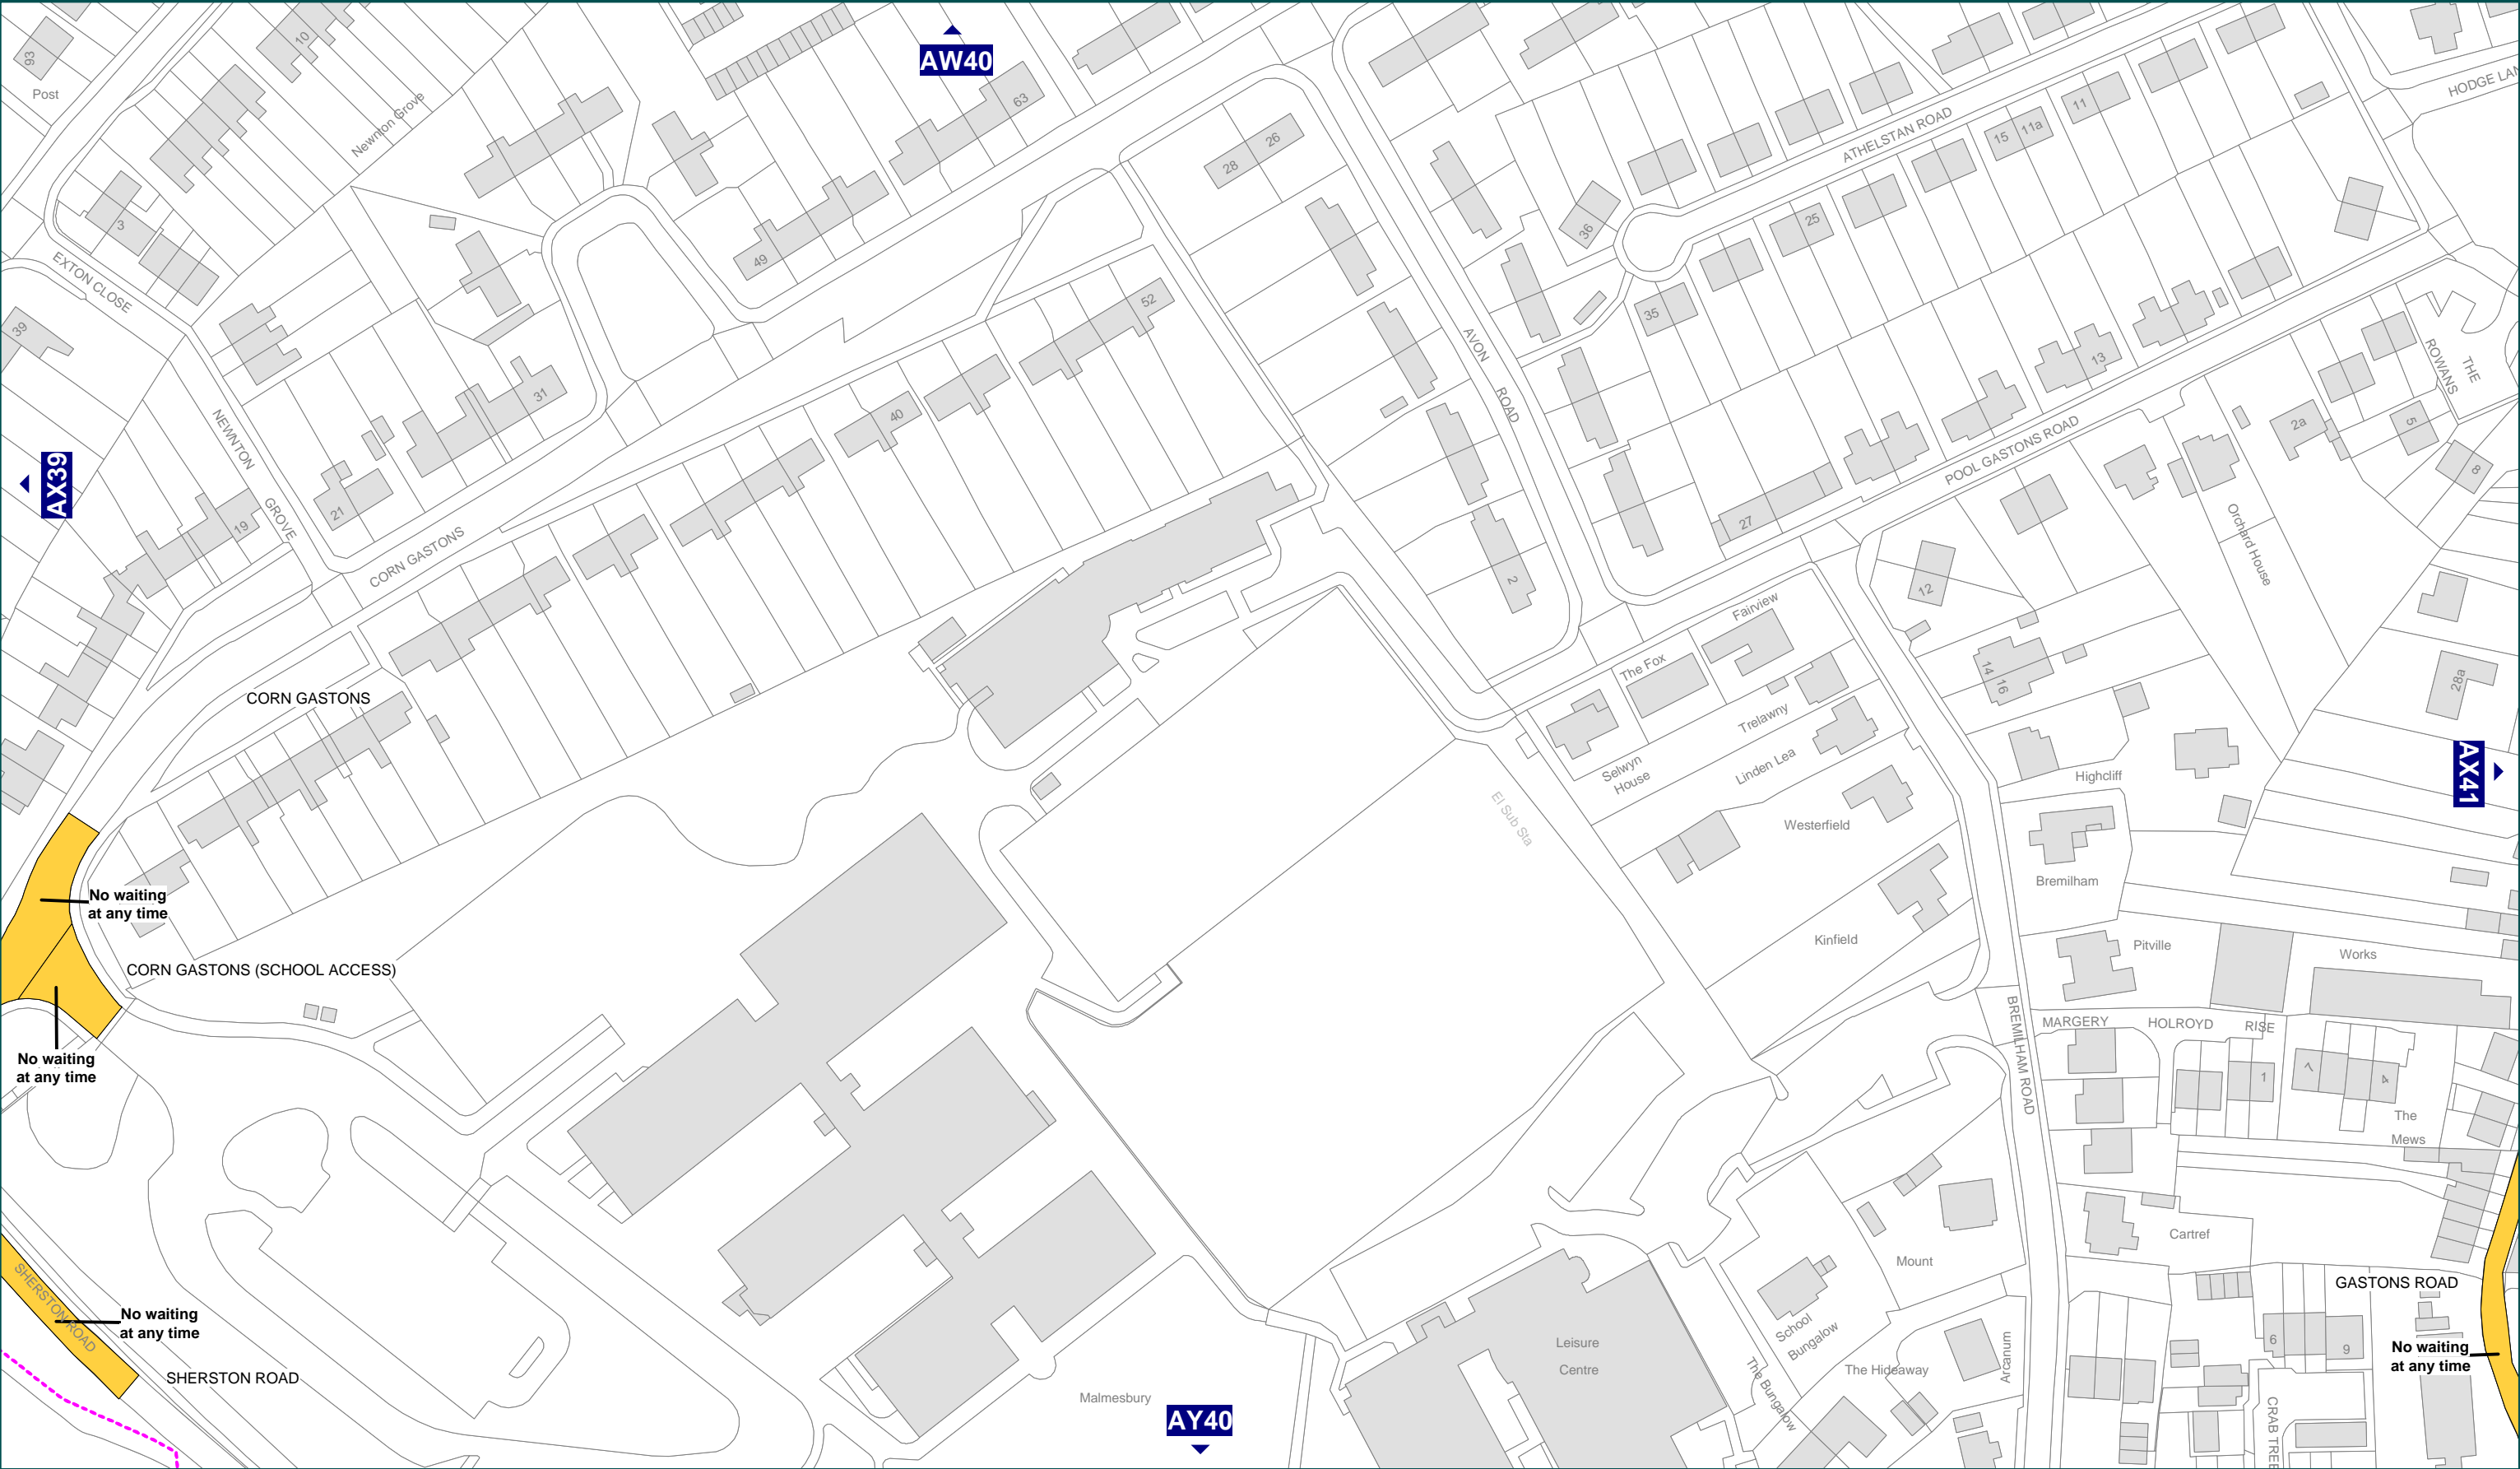 93
Post
10
Newnton Grove
AW40
63
28
26
3
49
EXTON CLOSE
39
52
31
40
NEWNTON
GROVE
21
19
CORN GASTONS
AX39
ATHELSTAN ROAD
15
11a
11
HODGE LAN
36
25
35
AVON
ROAD
13
THE
ROWANS
2a
5
8
POOL GASTONS ROAD
27
2
12
Orchard House
Fairview
The Fox
14
16
28a
Trelawny
Selwyn
House
Linden Lea
Highcliff
AX41
CORN GASTONS
El Sub Sta
Westerfield
Bremilham
Kinfield
Pitville
Works
No waiting
at any time
CORN GASTONS (SCHOOL ACCESS)
No waiting
at any time
BREMILHAM ROAD
MARGERY
HOLROYD
RISE
1
7
4
The
Mews
Cartref
Mount
GASTONS ROAD
SHERSTON ROAD
No waiting
at any time
SHERSTON ROAD
Leisure
Centre
School
Bungalow
The Bungalow
The Hideaway
Arcanum
6
9
No waiting
at any time
CRAB TREE
Malmesbury
AY40